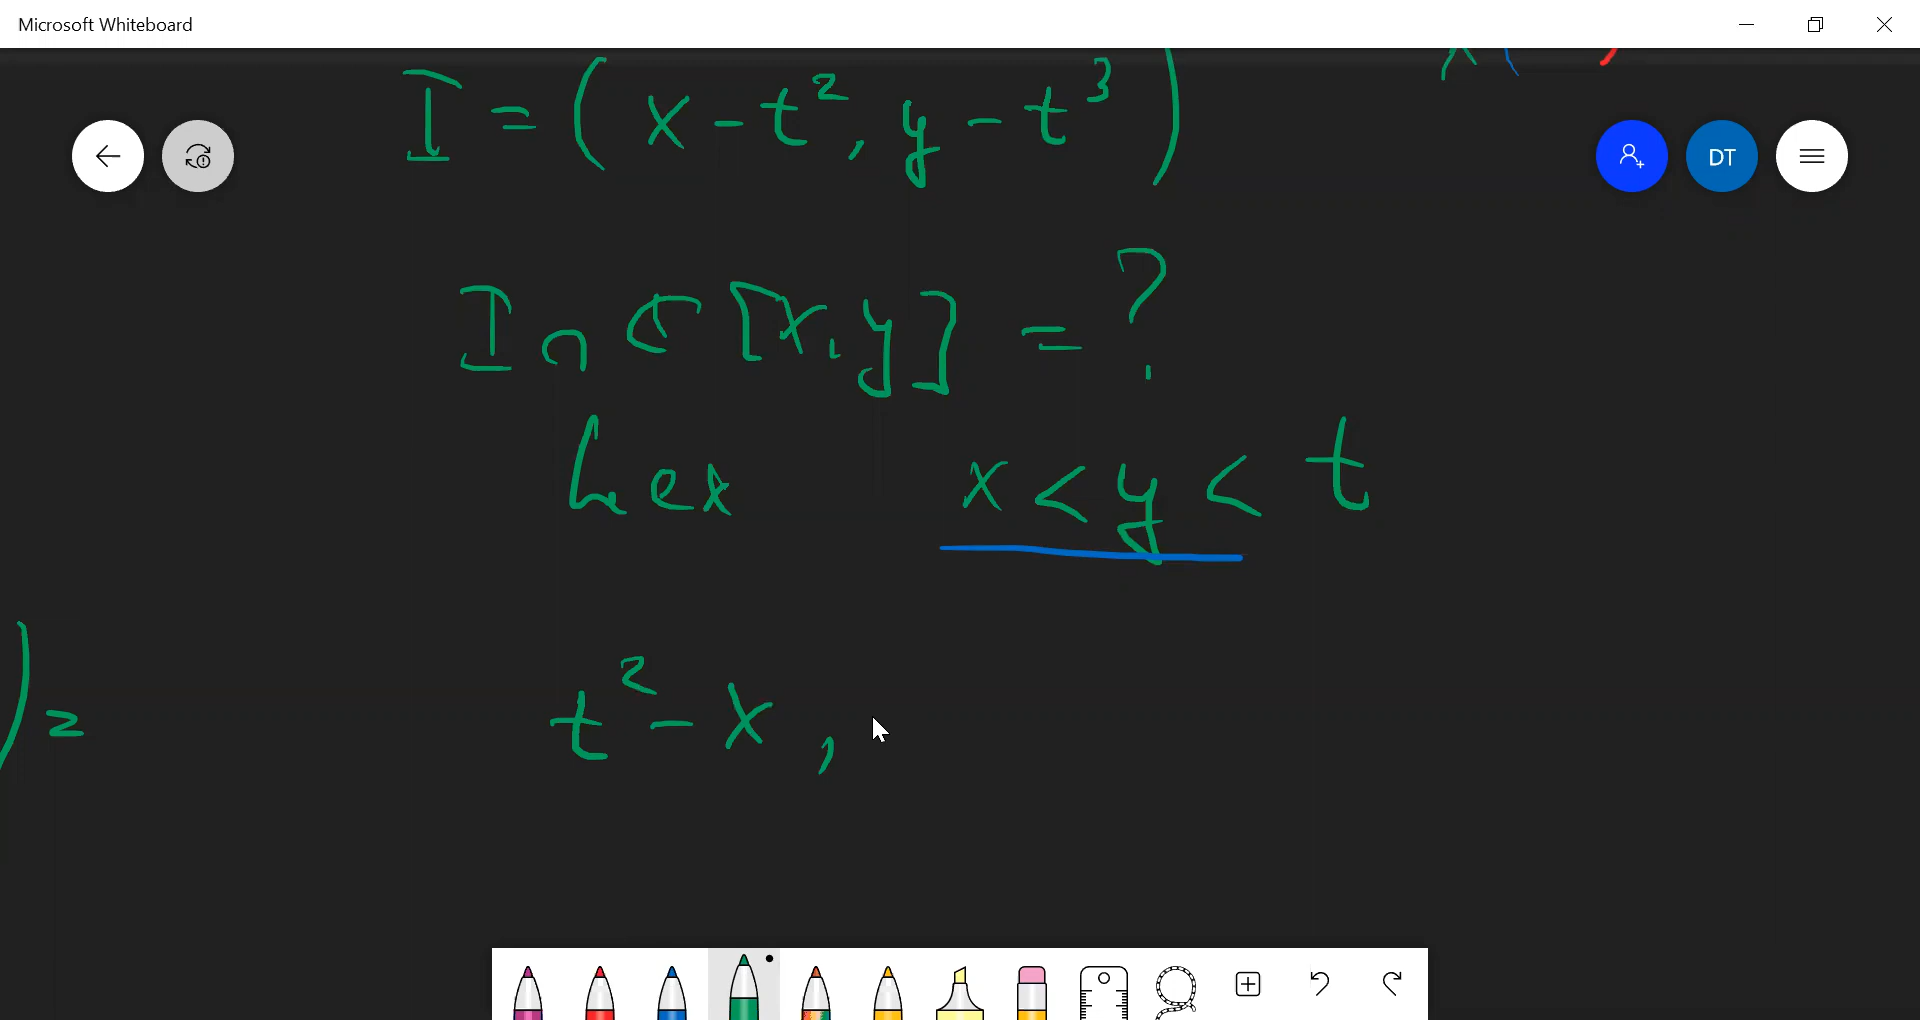 Microsoft Whiteboard
I = ( x - t², y - t³ )
DT
I ∩ ℂ [x, y] = ?
Lex x < y < t
) =
t² - x ,